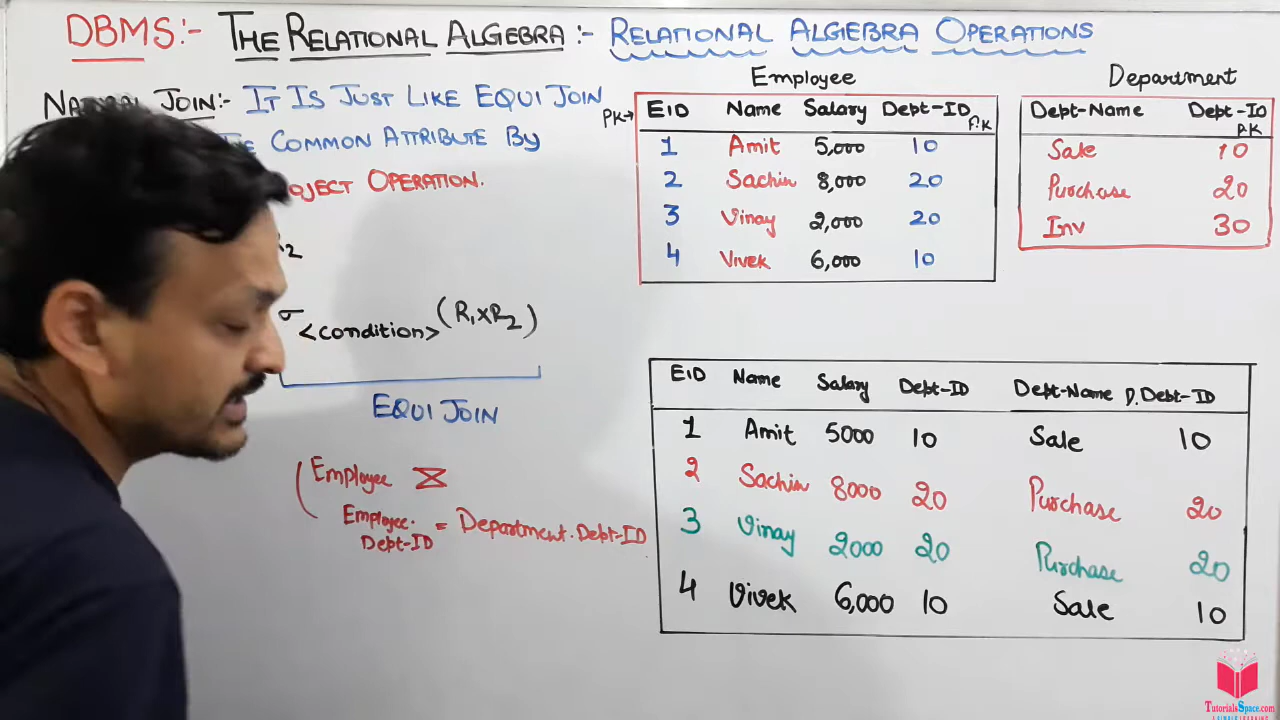 DBMS:- THE RELATIONAL ALGEBRA:- RELATIONAL ALGEBRA OPERATIONS
NATURAL JOIN:- IT IS JUST LIKE EQUI JOIN
COMMON ATTRIBUTE BY
OPERATION.
2
σ <condition> (R1×R2)
EQUI JOIN
(Employee ⋈
Employee. = Department.Dept-ID
Dept-ID
Employee
PK→ EID Name Salary Dept-ID F.K
1 Amit 5,000 10
2 Sachin 8,000 20
3 Vinay 2,000 20
4 Vivek 6,000 10
Department
Dept-Name Dept-ID
P.K
Sale 10
Purchase 20
Inv 30
EID Name Salary Dept-ID Dept-Name D.Dept-ID
1 Amit 5000 10 Sale 10
2 Sachin 8000 20 Purchase 20
3 Vinay 2000 20 Purchase 20
4 Vivek 6,000 10 Sale 10
TutorialsSpace.com